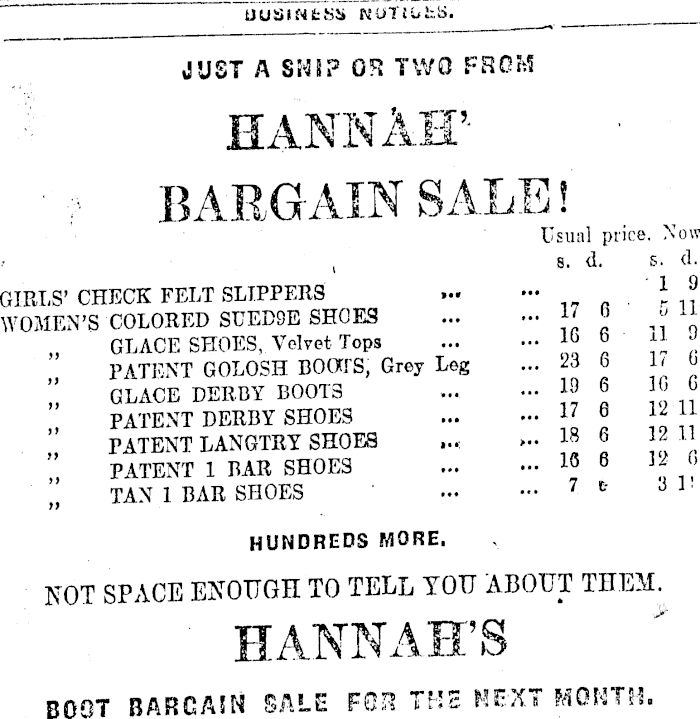 BUSINESS NOTICES.
JUST A SNIP OR TWO FROM
HANNAH'
BARGAIN SALE!
Usual price. Now
s. d. s. d.
GIRLS' CHECK FELT SLIPPERS ... ... 1 9
WOMEN'S COLORED SUEDE SHOES ... ... 17 6 5 11
,, GLACE SHOES, Velvet Tops ... ... 16 6 11 9
,, PATENT GOLOSH BOOTS, Grey Leg ... 23 6 17 6
,, GLACE DERBY BOOTS ... ... 19 6 16 6
,, PATENT DERBY SHOES ... ... 17 6 12 11
,, PATENT LANGTRY SHOES ... ... 18 6 12 11
,, PATENT 1 BAR SHOES ... ... 16 6 12 6
,, TAN 1 BAR SHOES ... ... 7 3
HUNDREDS MORE.
NOT SPACE ENOUGH TO TELL YOU ABOUT THEM.
HANNAH'S
BOOT BARGAIN SALE FOR THE NEXT MONTH.